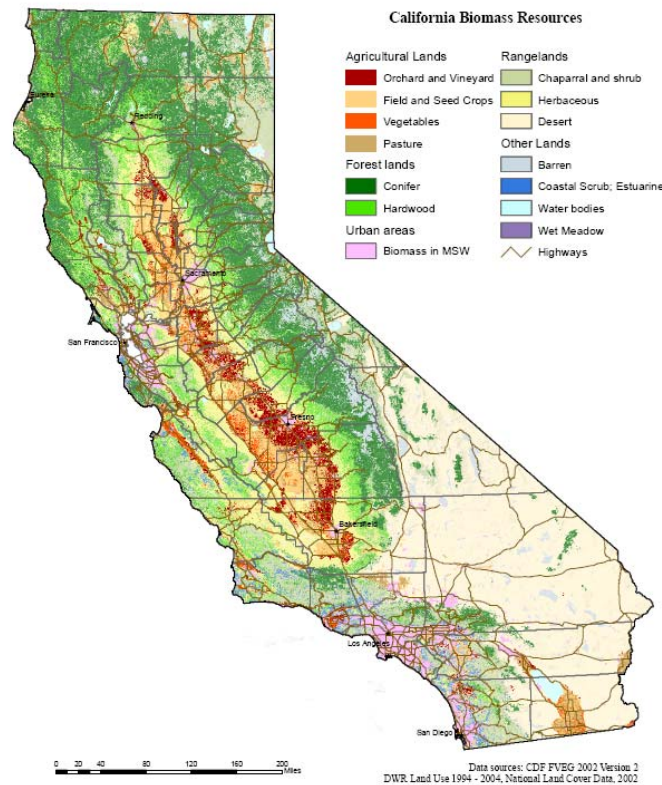 California Biomass Resources
Agricultural Lands
Orchard and Vineyard
Field and Seed Crops
Vegetables
Pasture
Forest lands
Conifer
Hardwood
Urban areas
Biomass in MSW
Rangelands
Chaparral and shrub
Herbaceous
Desert
Other Lands
Barren
Coastal Scrub; Estuarine
Water bodies
Wet Meadow
Highways
Eureka
Redding
Sacramento
San Francisco
Fresno
Bakersfield
Los Angeles
San Diego
0 20 40 80 120 160 200
Miles
Data sources: CDF FVEG 2002 Version 2
DWR Land Use 1994 - 2004, National Land Cover Data, 2002